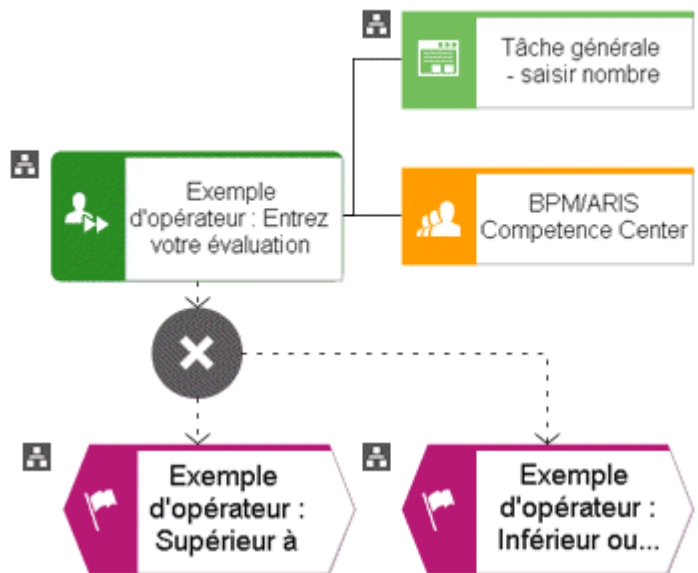 Tâche générale
- saisir nombre
Exemple
d'opérateur : Entrez
votre évaluation
BPM/ARIS
Competence Center
Exemple
d'opérateur :
Supérieur à
Exemple
d'opérateur :
Inférieur ou...